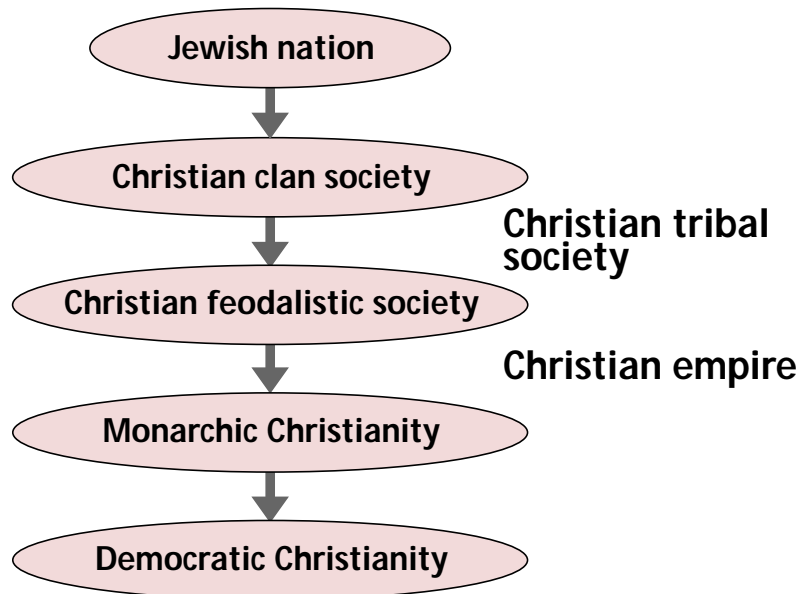 Jewish nation
Christian clan society
Christian tribal
society
Christian feodalistic society
Christian empire
Monarchic Christianity
Democratic Christianity